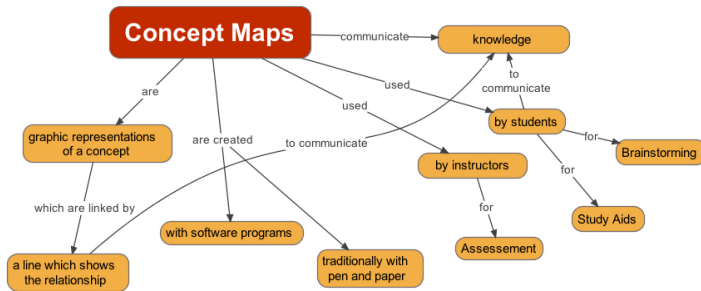 Concept Maps
communicate
knowledge
are
used
used
to
communicate
graphic representations
of a concept
are created
to communicate
by students
for
Brainstorming
by instructors
for
which are linked by
for
Study Aids
a line which shows
the relationship
with software programs
traditionally with
pen and paper
Assessement